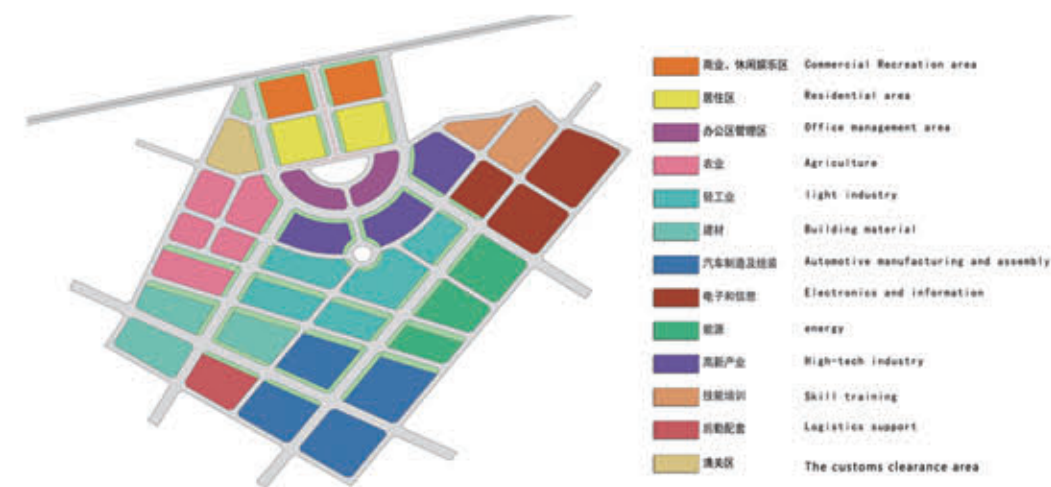 商业、休闲娱乐区 Commercial Recreation area
居住区 Residential area
办公区管理区 Office management area
农业 Agriculture
轻工业 light industry
建材 Building material
汽车制造及组装 Automotive manufacturing and assembly
电子和信息 Electronics and information
能源 energy
高新产业 High-tech industry
技能培训 Skill training
后勤配套 Logistics support
清关区 The customs clearance area